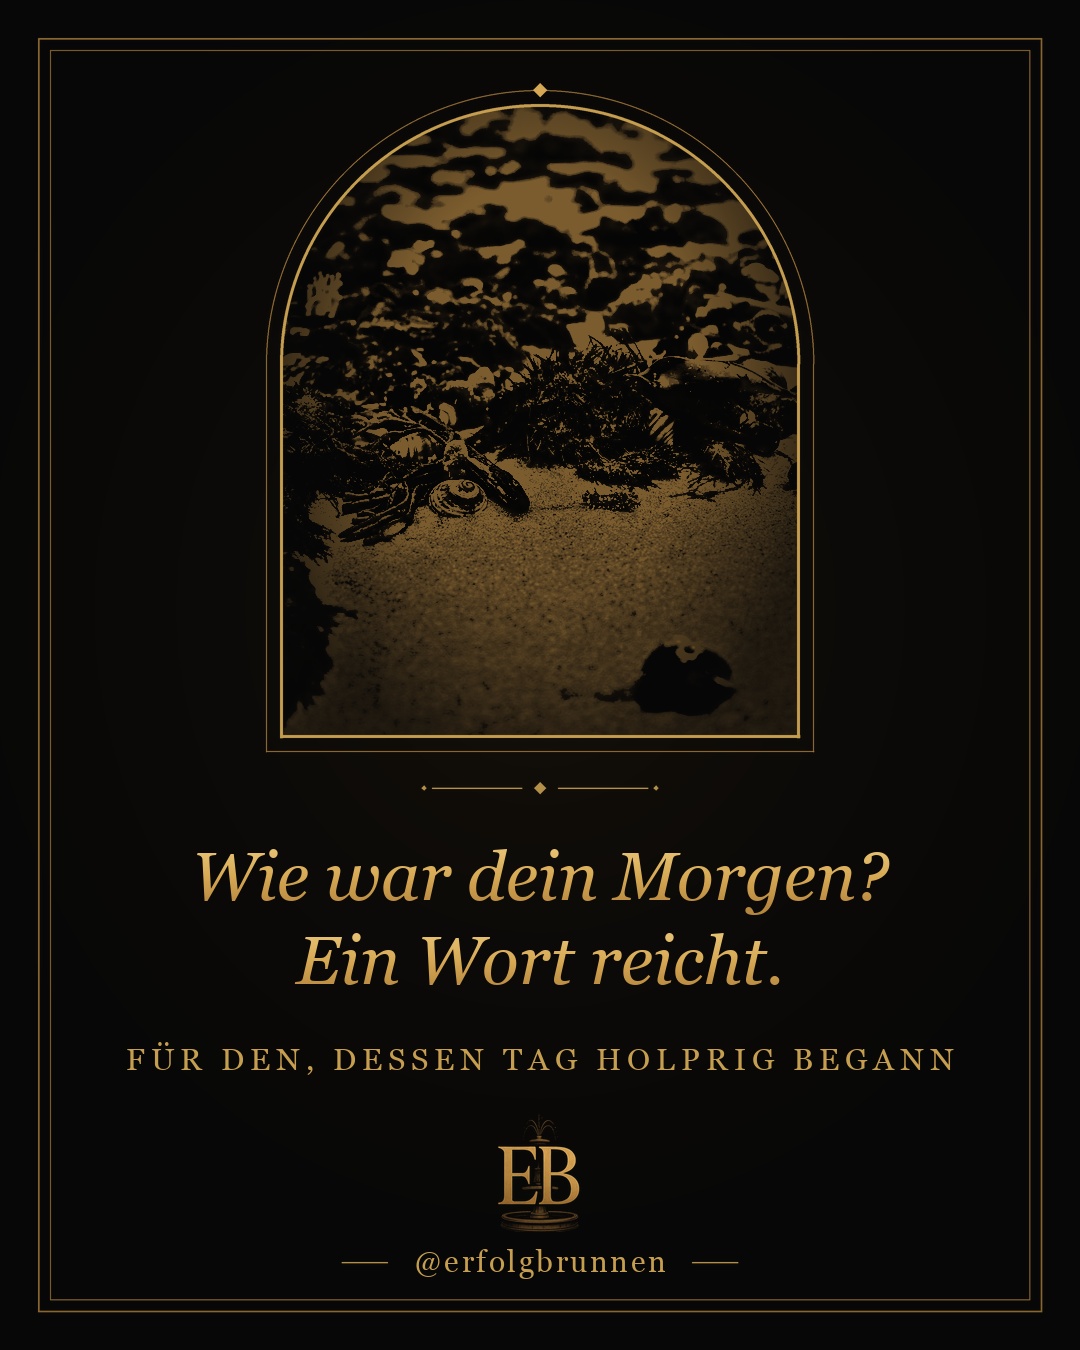 Wie war dein Morgen?
Ein Wort reicht.
FÜR DEN, DESSEN TAG HOLPRIG BEGANN
EB
@erfolgbrunnen